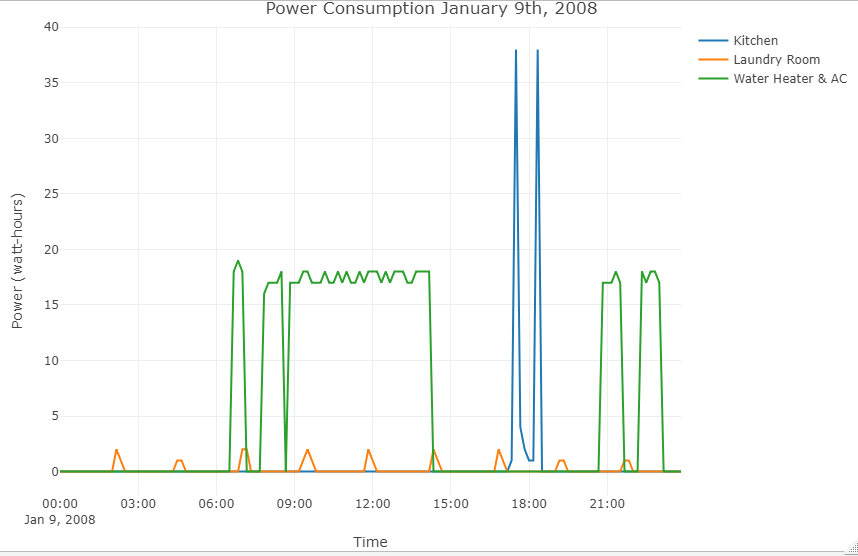 Power Consumption January 9th, 2008
Kitchen
Laundry Room
Water Heater & AC
Power (watt-hours)
40
35
30
25
20
15
10
5
0
00:00 03:00 06:00 09:00 12:00 15:00 18:00 21:00
Jan 9, 2008
Time